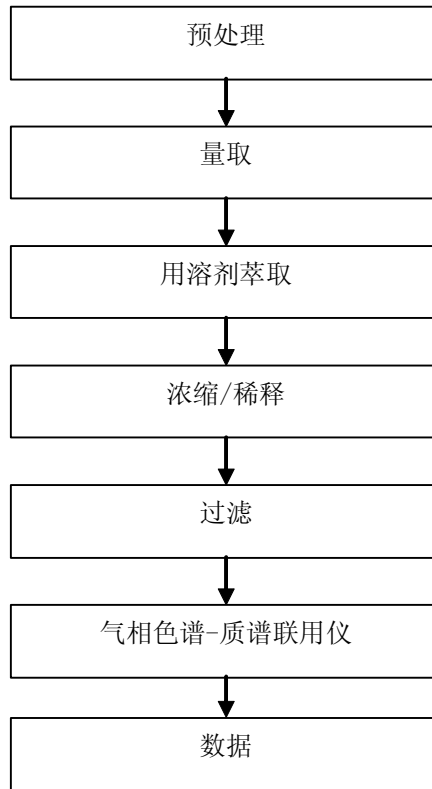 预处理
量取
用溶剂萃取
浓缩/稀释
过滤
气相色谱-质谱联用仪
数据